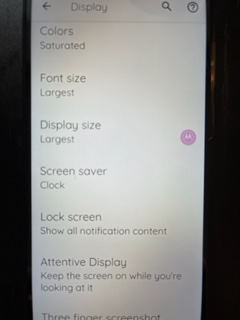 Display
Colors
Saturated
Font size
Largest
Display size
Largest
Screen saver
Clock
Lock screen
Show all notification content
Attentive Display
Keep the screen on while you're
looking at it
Three finger screenshot